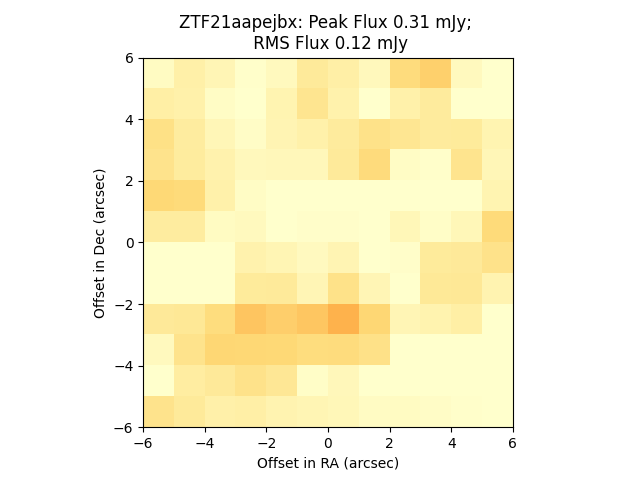 ZTF21aapejbx: Peak Flux 0.31 mJy;
RMS Flux 0.12 mJy
6
4
2
0
−2
−4
−6
Offset in Dec (arcsec)
−6 −4 −2 0 2 4 6
Offset in RA (arcsec)